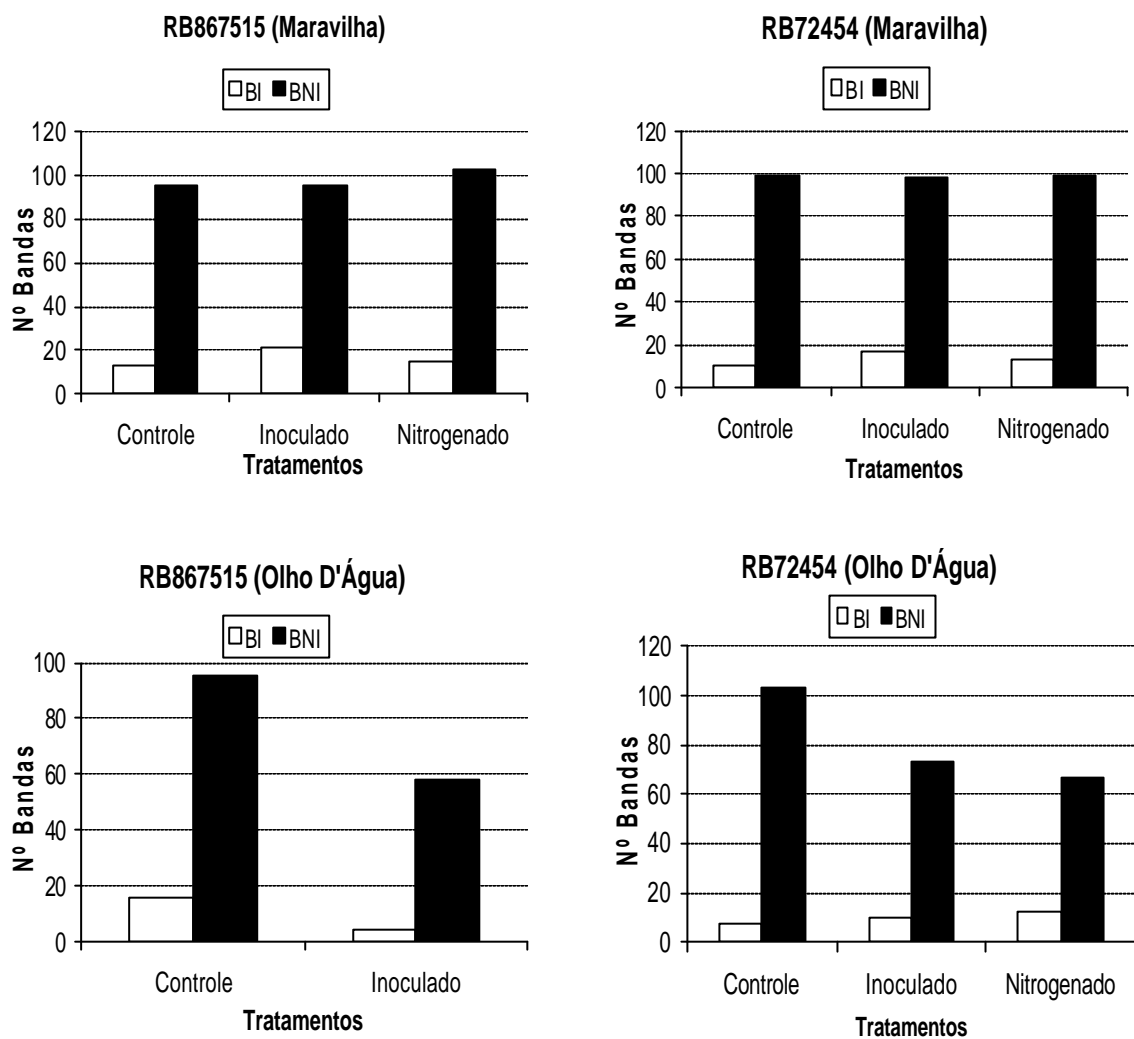 RB867515 (Maravilha)
BI BNI
120
100
80
60
40
20
0
Nº Bandas
Controle Inoculado Nitrogenado
Tratamentos
RB72454 (Maravilha)
BI BNI
120
100
80
60
40
20
0
Nº Bandas
Controle Inoculado Nitrogenado
Tratamentos
RB867515 (Olho D'Água)
BI BNI
100
80
60
40
20
0
Nº Bandas
Controle Inoculado
Tratamentos
RB72454 (Olho D'Água)
BI BNI
120
100
80
60
40
20
0
Nº Bandas
Controle Inoculado Nitrogenado
Tratamentos